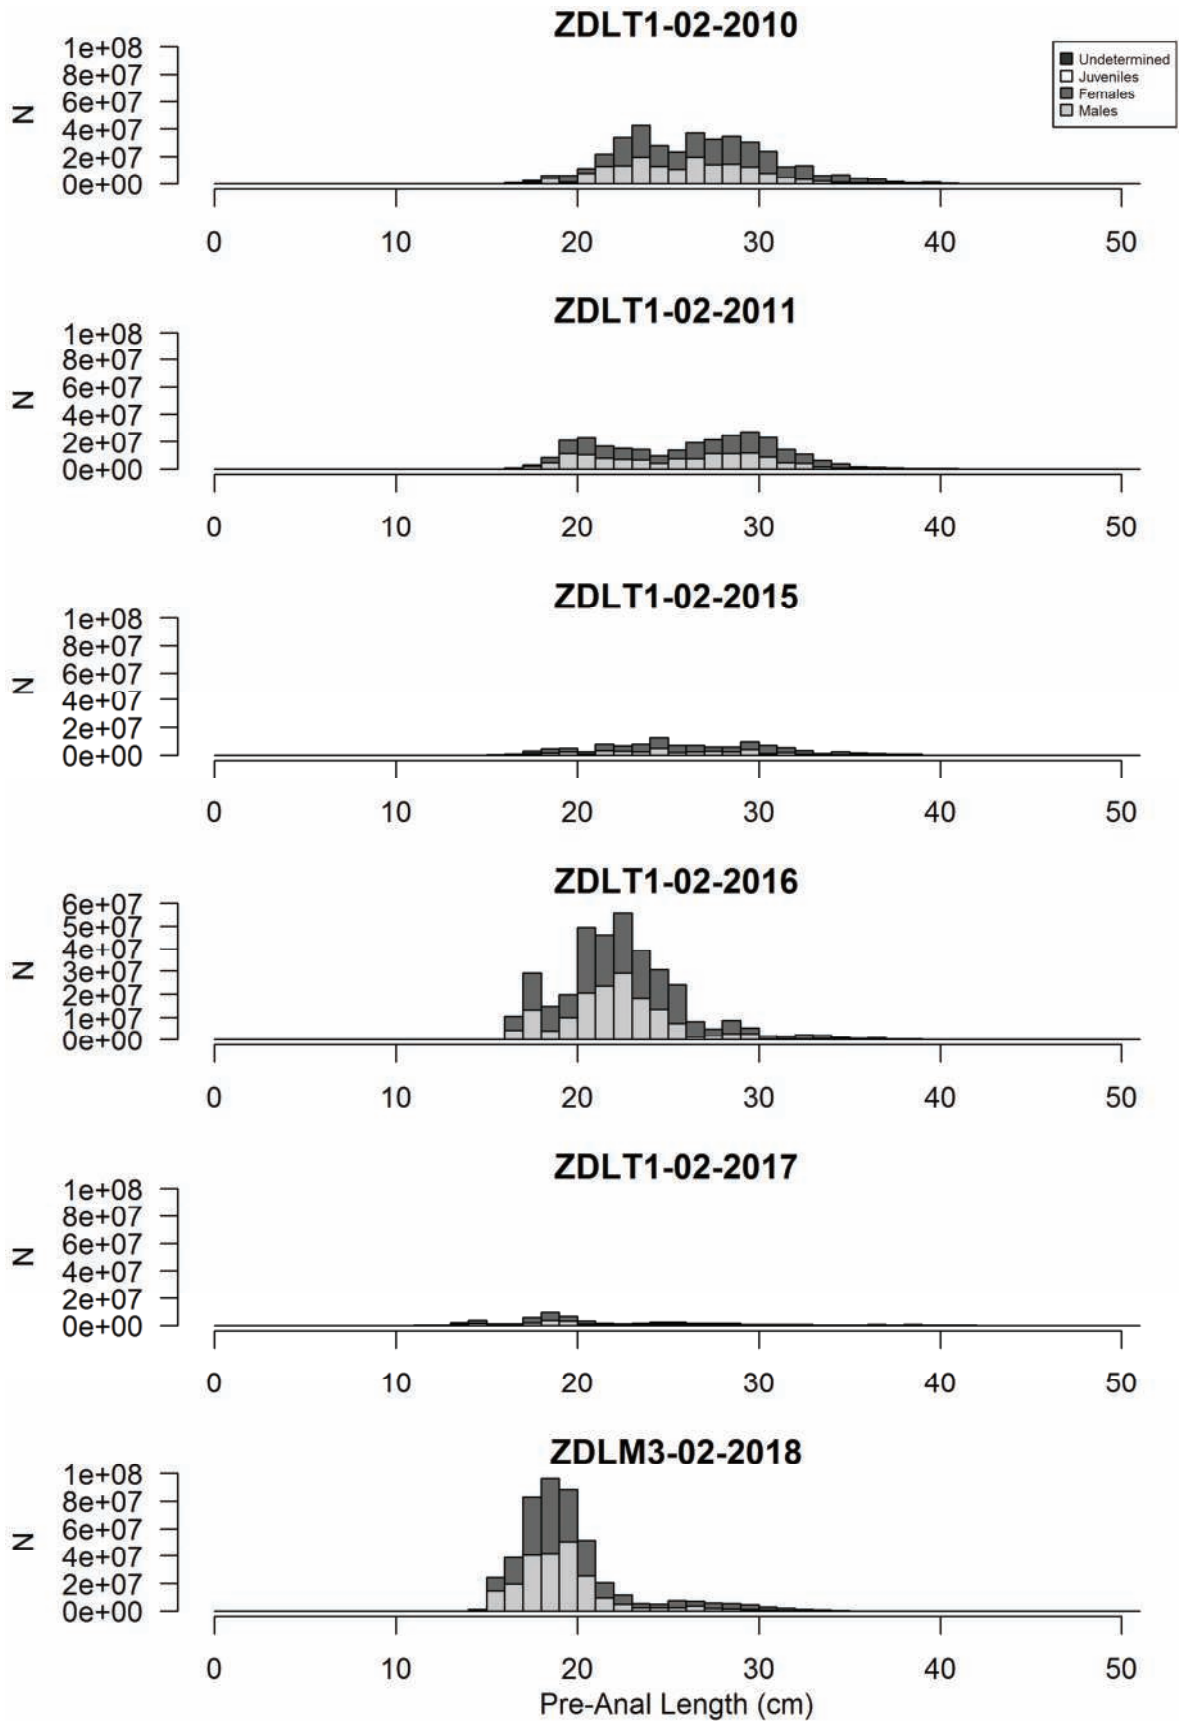 ZDLT1-02-2010
N
1e+08
8e+07
6e+07
4e+07
2e+07
0e+00
Undetermined
Juveniles
Females
Males
0 10 20 30 40 50
ZDLT1-02-2011
N
1e+08
8e+07
6e+07
4e+07
2e+07
0e+00
0 10 20 30 40 50
ZDLT1-02-2015
N
1e+08
8e+07
6e+07
4e+07
2e+07
0e+00
0 10 20 30 40 50
ZDLT1-02-2016
N
6e+07
5e+07
4e+07
3e+07
2e+07
1e+07
0e+00
0 10 20 30 40 50
ZDLT1-02-2017
N
1e+08
8e+07
6e+07
4e+07
2e+07
0e+00
0 10 20 30 40 50
ZDLM3-02-2018
N
1e+08
8e+07
6e+07
4e+07
2e+07
0e+00
0 10 20 30 40 50
Pre-Anal Length (cm)